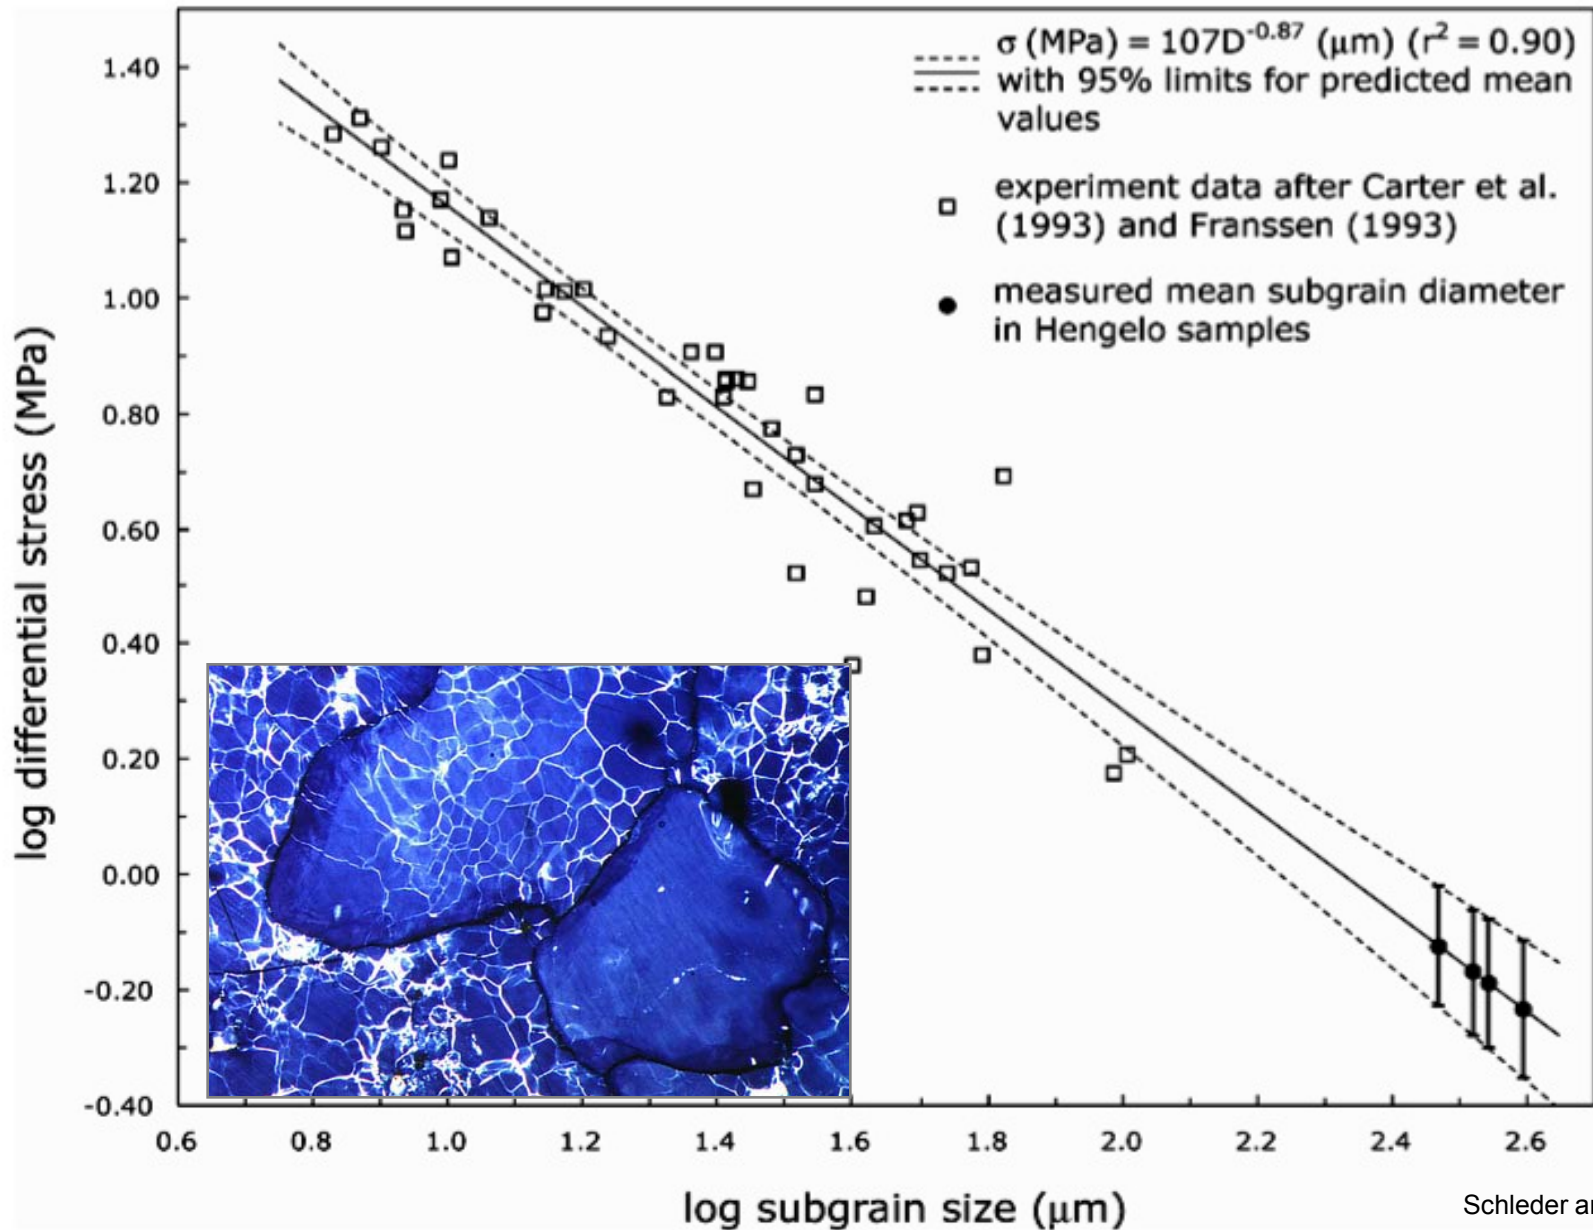 σ (MPa) = 107D-0.87 (μm) (r2 = 0.90)
with 95% limits for predicted mean
values
experiment data after Carter et al.
(1993) and Franssen (1993)
measured mean subgrain diameter
in Hengelo samples
log differential stress (MPa)
1.40
1.20
1.00
0.80
0.60
0.40
0.20
0.00
-0.20
-0.40
0.6 0.8 1.0 1.2 1.4 1.6 1.8 2.0 2.2 2.4 2.6
log subgrain size (μm)
Schleder